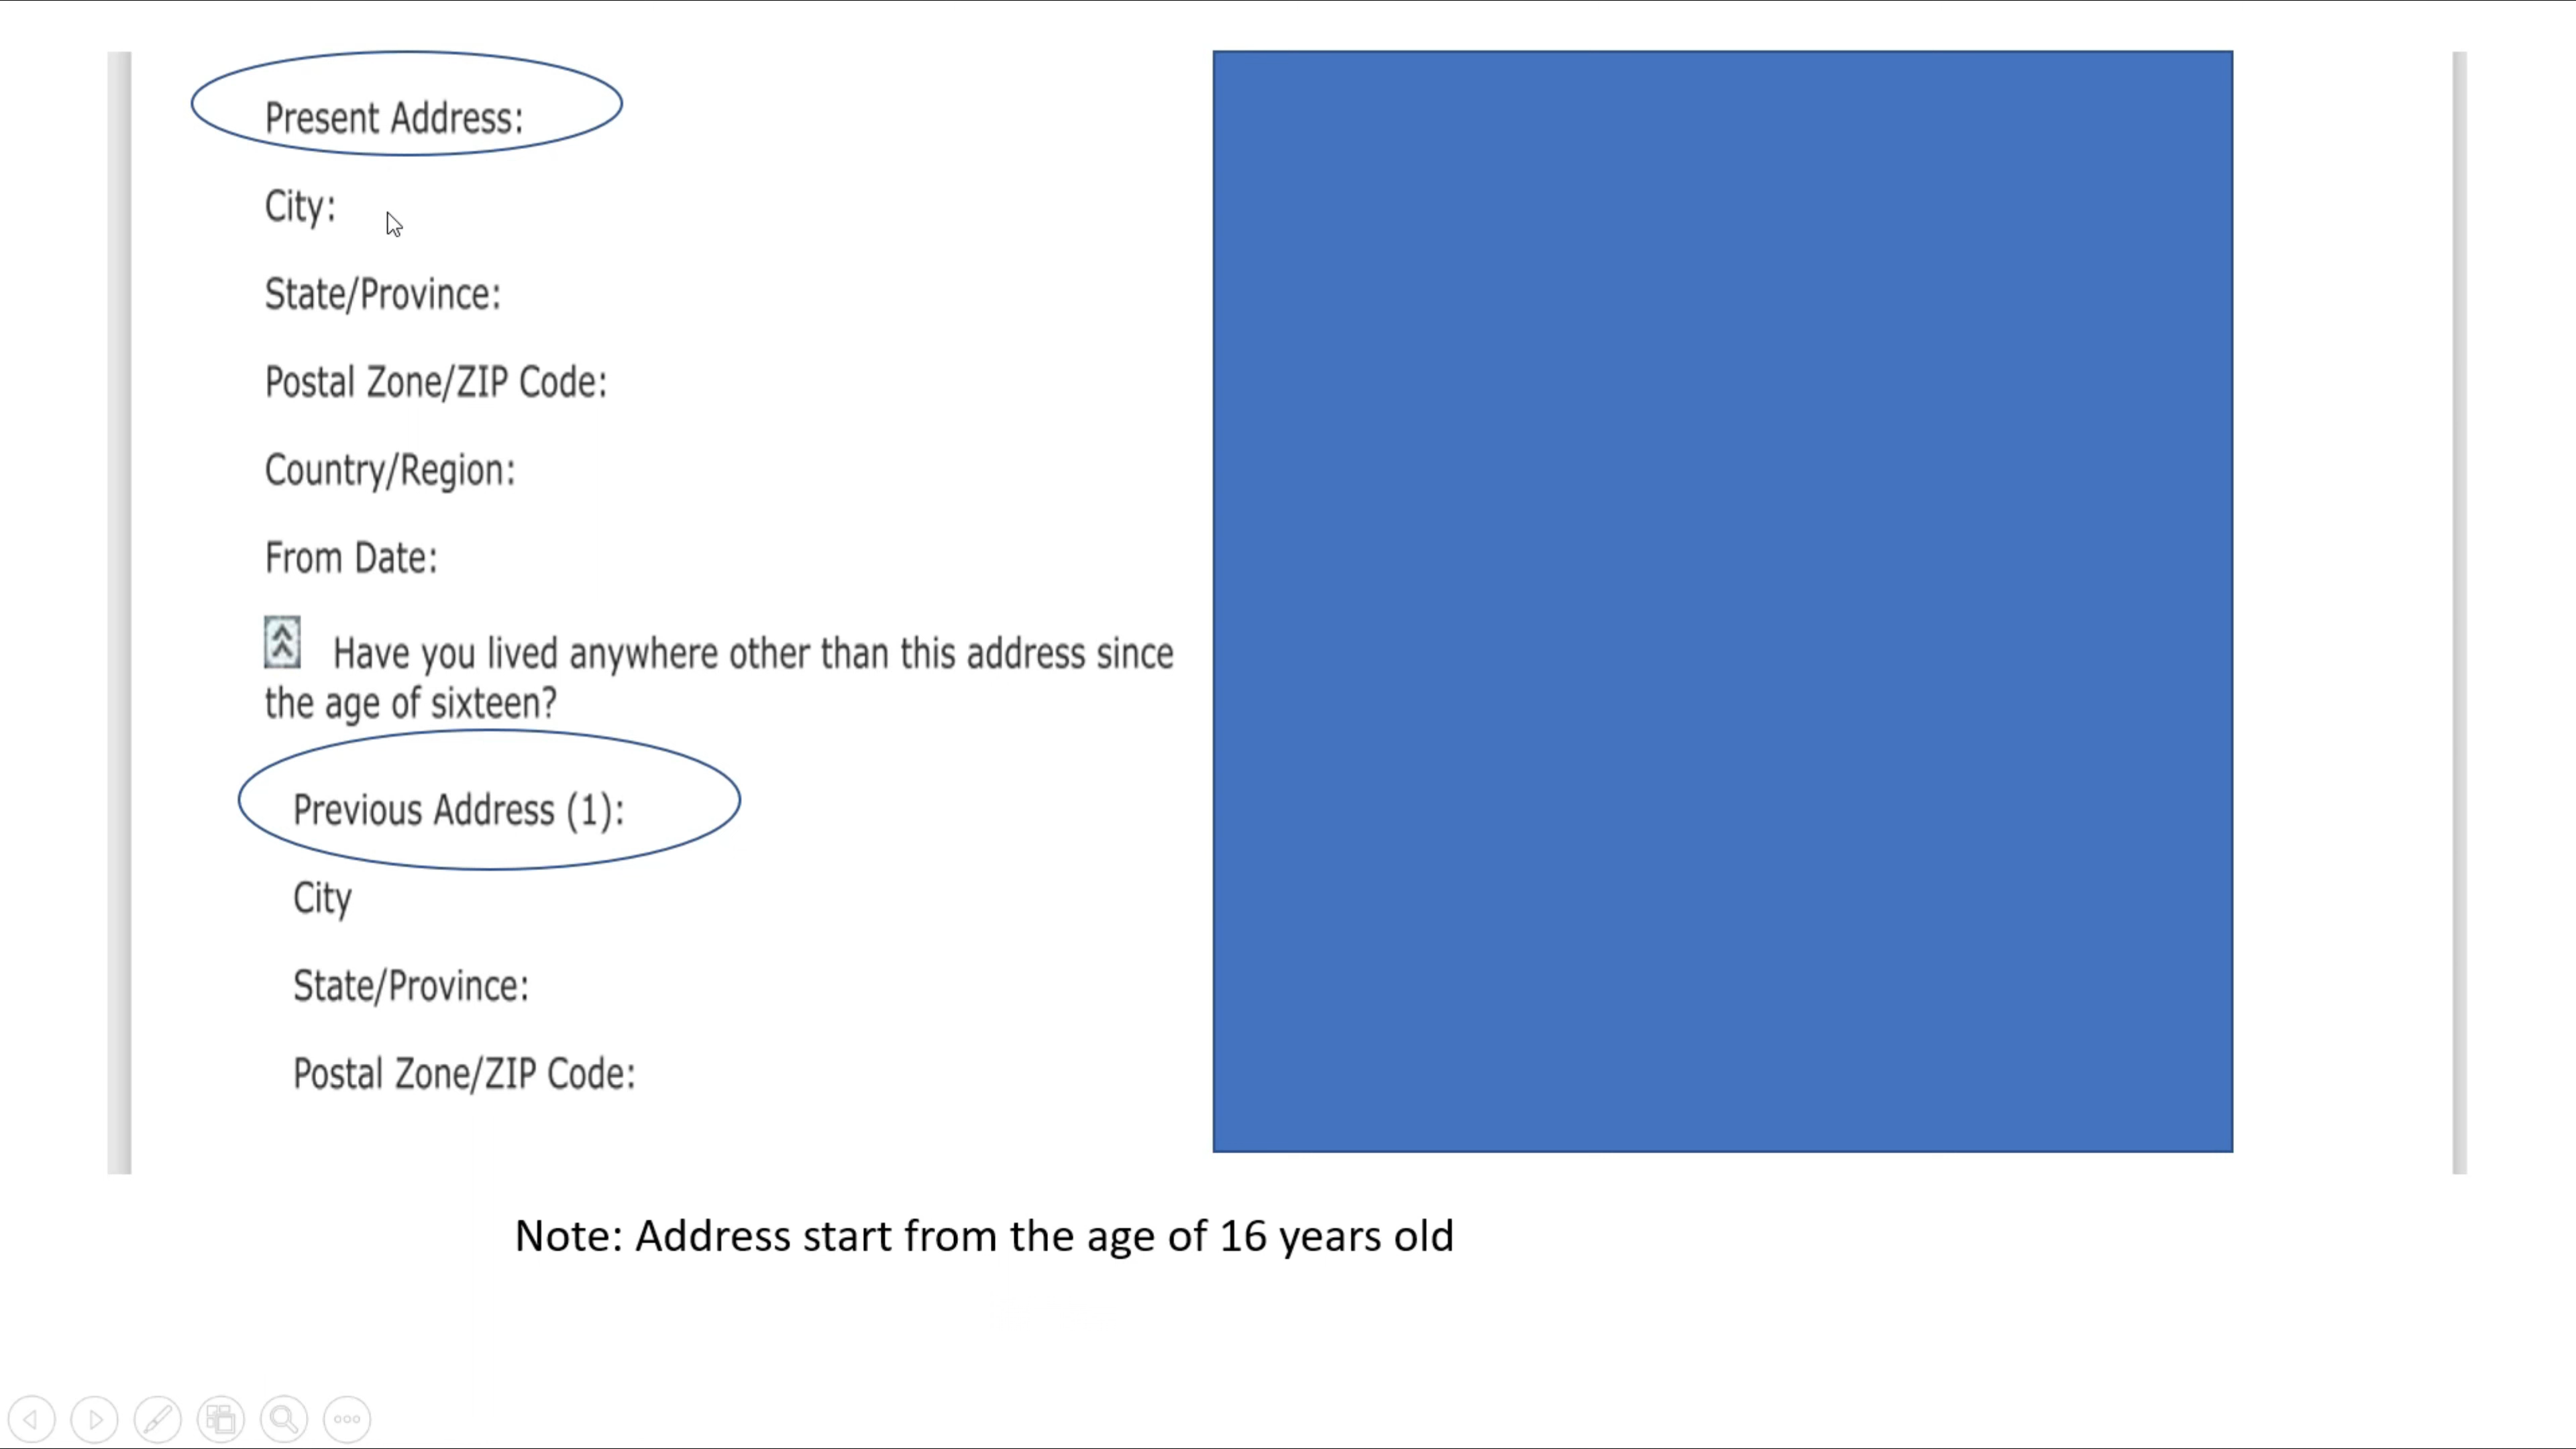 Present Address:
City:
State/Province:
Postal Zone/ZIP Code:
Country/Region:
From Date:
Have you lived anywhere other than this address since
the age of sixteen?
Previous Address (1):
City
State/Province:
Postal Zone/ZIP Code:
Note: Address start from the age of 16 years old